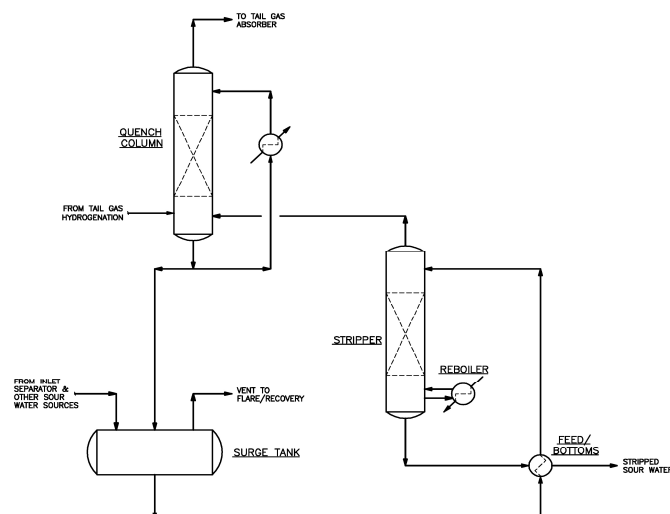 TO TAIL GAS
ABSORBER
QUENCH
COLUMN
FROM TAIL GAS
HYDROGENATION
STRIPPER
REBOILER
FROM INLET
SEPARATOR &
OTHER SOUR
WATER SOURCES
VENT TO
FLARE/RECOVERY
SURGE TANK
FEED/
BOTTOMS
STRIPPED
SOUR WATER